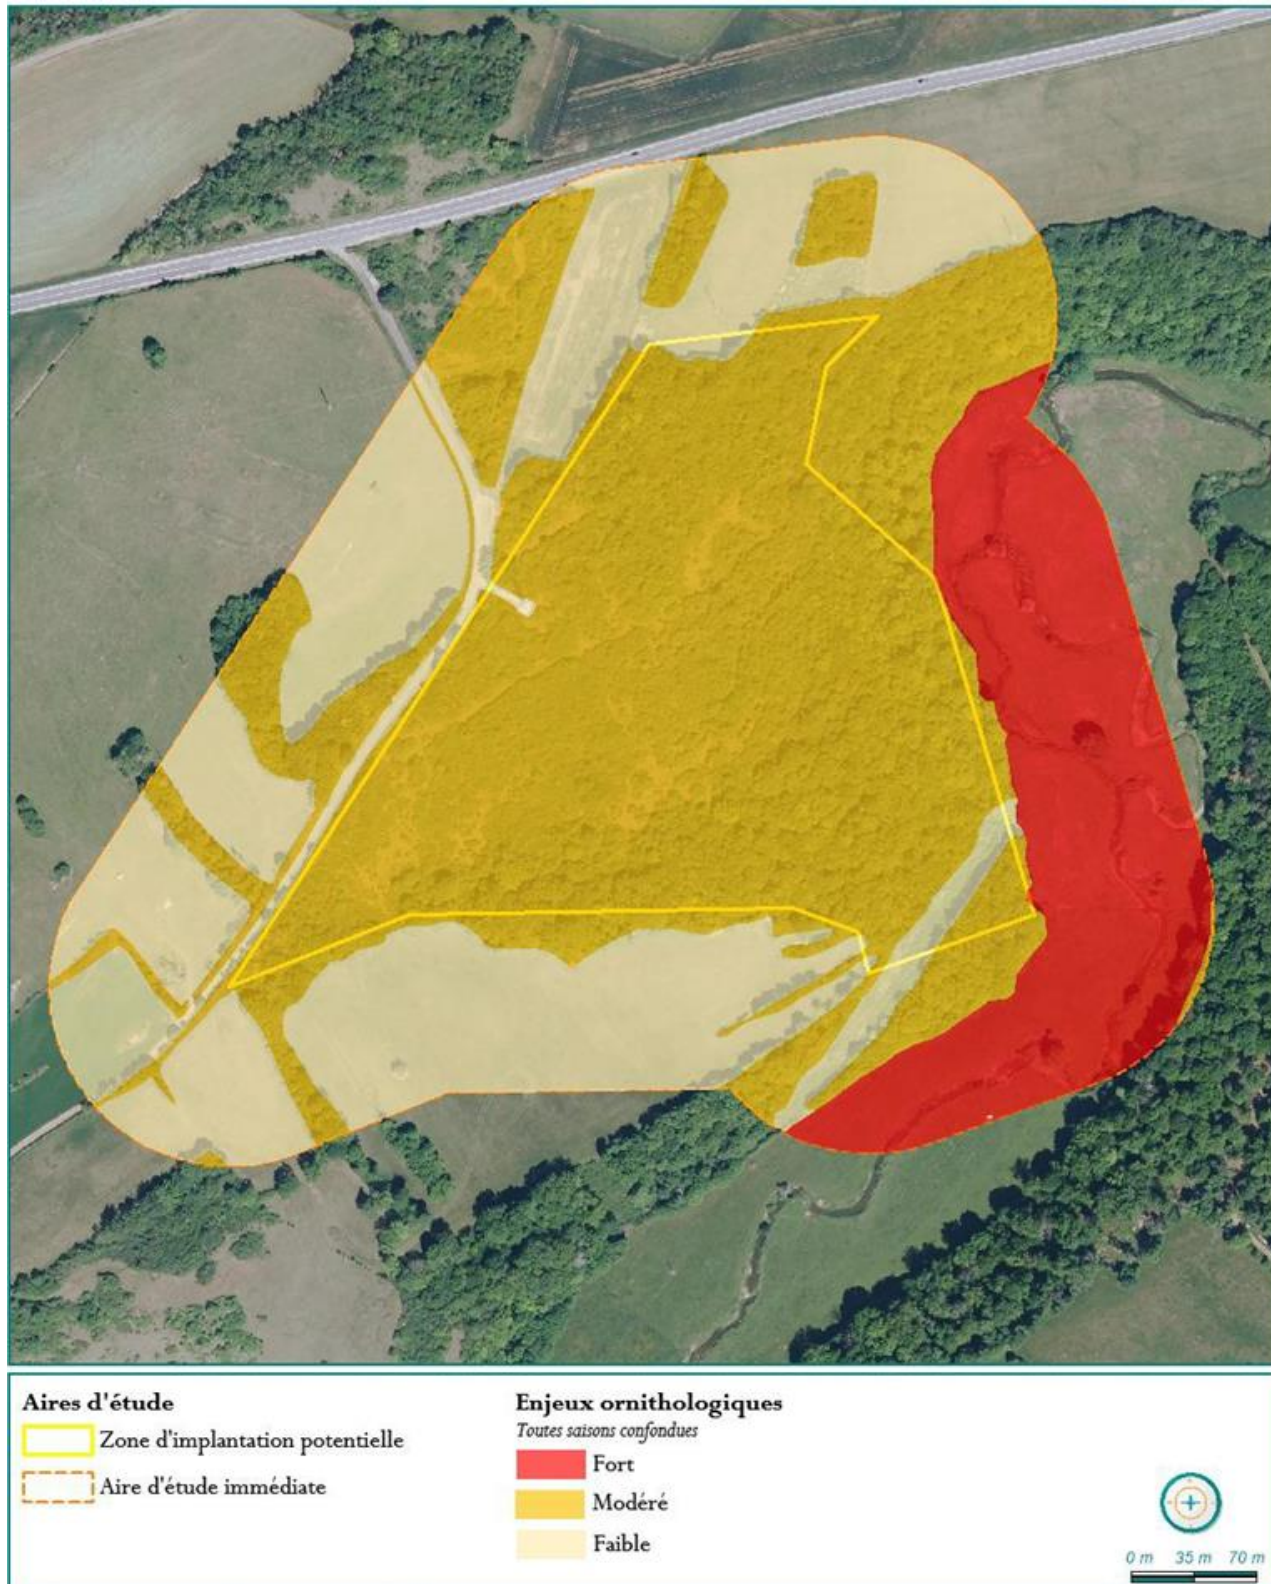 Aires d'étude
Zone d'implantation potentielle
Aire d'étude immédiate
Enjeux ornithologiques
Toutes saisons confondues
Fort
Modéré
Faible
0 m 35 m 70 m